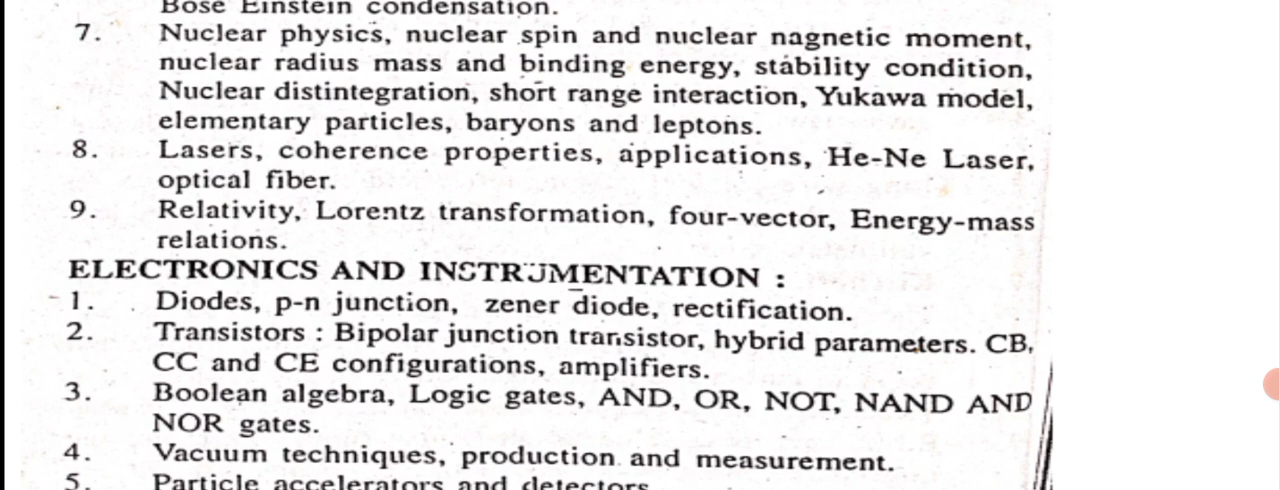 Bose Einstein condensation.
7. Nuclear physics, nuclear spin and nuclear nagnetic moment,
nuclear radius mass and binding energy, stability condition,
Nuclear distintegration, short range interaction, Yukawa model,
elementary particles, baryons and leptons.
8. Lasers, coherence properties, applications, He-Ne Laser,
optical fiber.
9. Relativity, Lorentz transformation, four-vector, Energy-mass
relations.
ELECTRONICS AND INSTRUMENTATION :
1. Diodes, p-n junction, zener diode, rectification.
2. Transistors : Bipolar junction transistor, hybrid parameters. CB,
CC and CE configurations, amplifiers.
3. Boolean algebra, Logic gates, AND, OR, NOT, NAND AND
NOR gates.
4. Vacuum techniques, production and measurement.
5. Particle accelerators and detectors